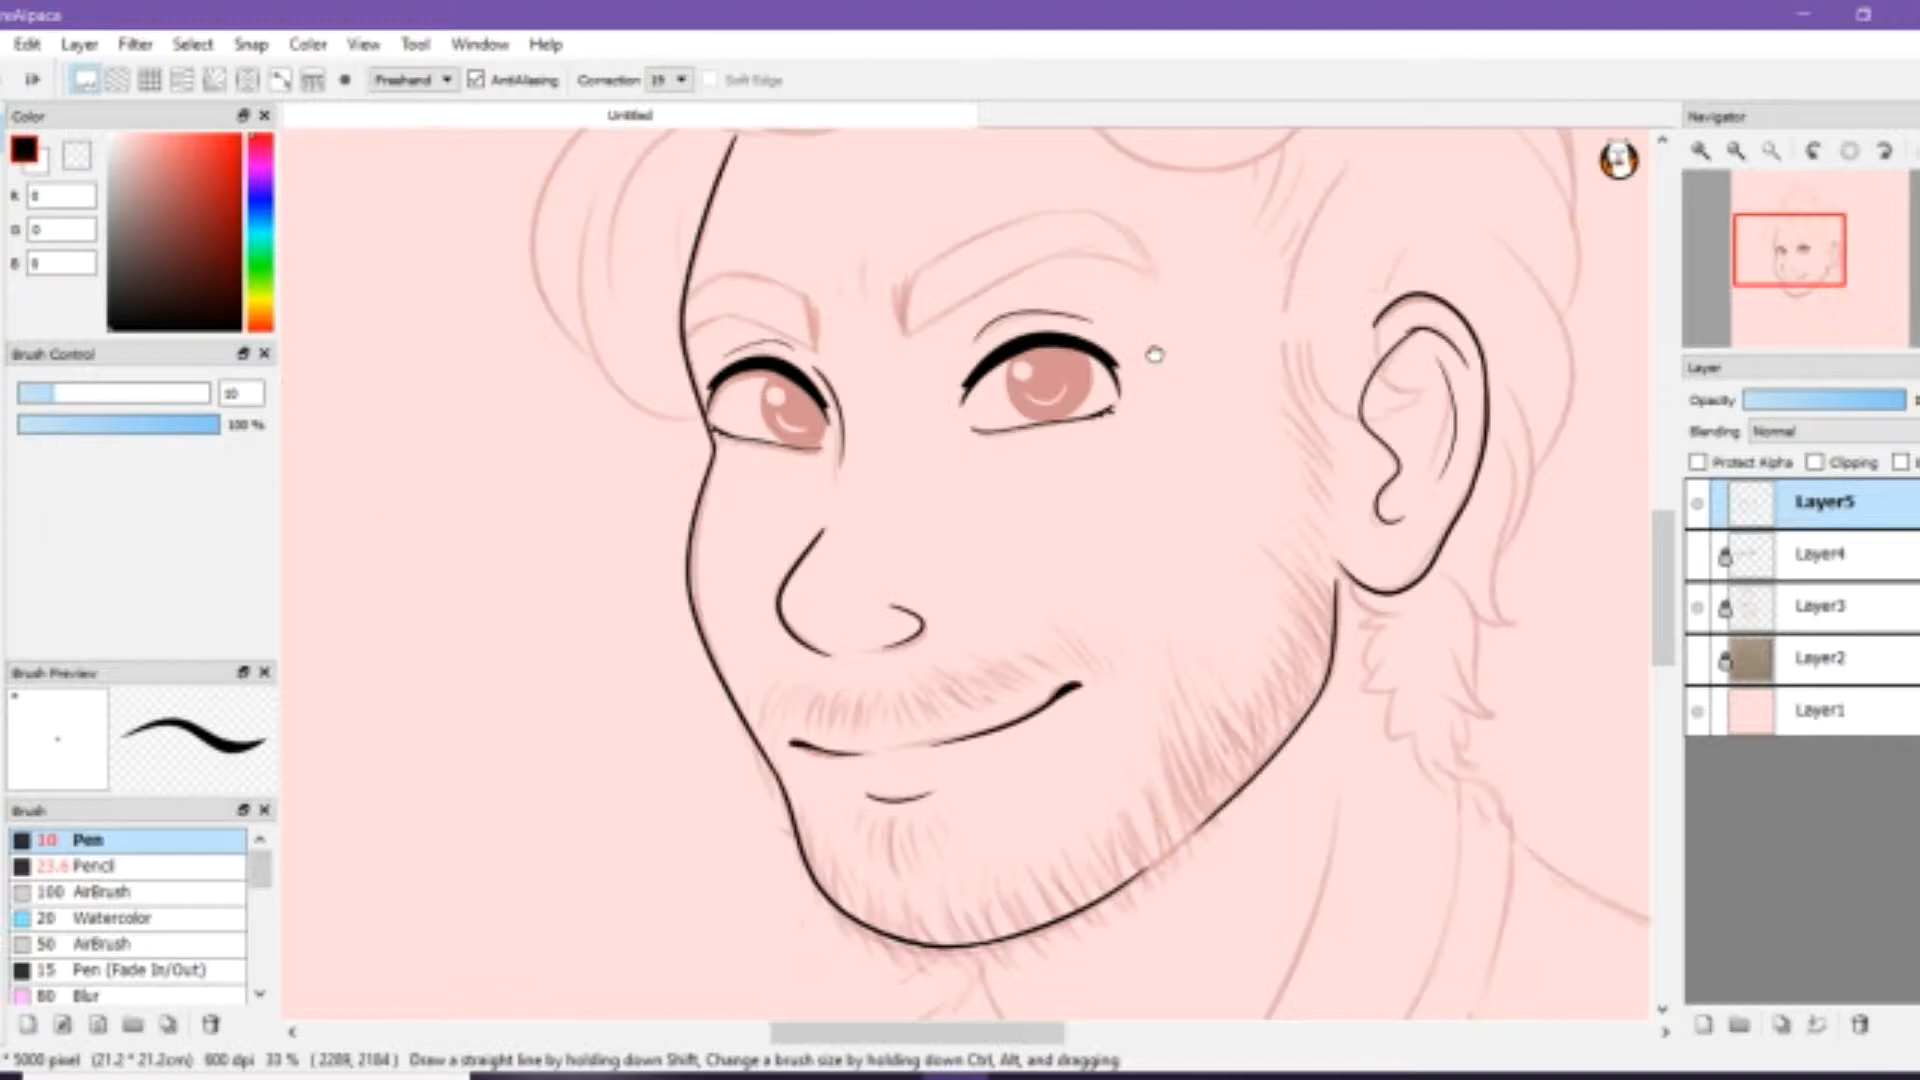 Edit Layer Filter Select Snap Color View Tool Window Help
Freehand AntiAliasing Correction 19 Soft Edge
Color
Untitled
Navigator
R 0
G 0
B 0
Brush Control
10
100 %
Layer
Opacity
Blending Normal
Protect Alpha Clipping
Layer5
Layer4
Layer3
Layer2
Layer1
Brush Preview
Brush
10 Pen
23.6 Pencil
100 AirBrush
20 Watercolor
50 AirBrush
15 Pen (Fade In/Out)
80 Blur
* 5000 pixel (21.2 * 21.2cm) 600 dpi 33 % ( 2289, 2184 ) Draw a straight line by holding down Shift, Change a brush size by holding down Ctrl, Alt, and dragging